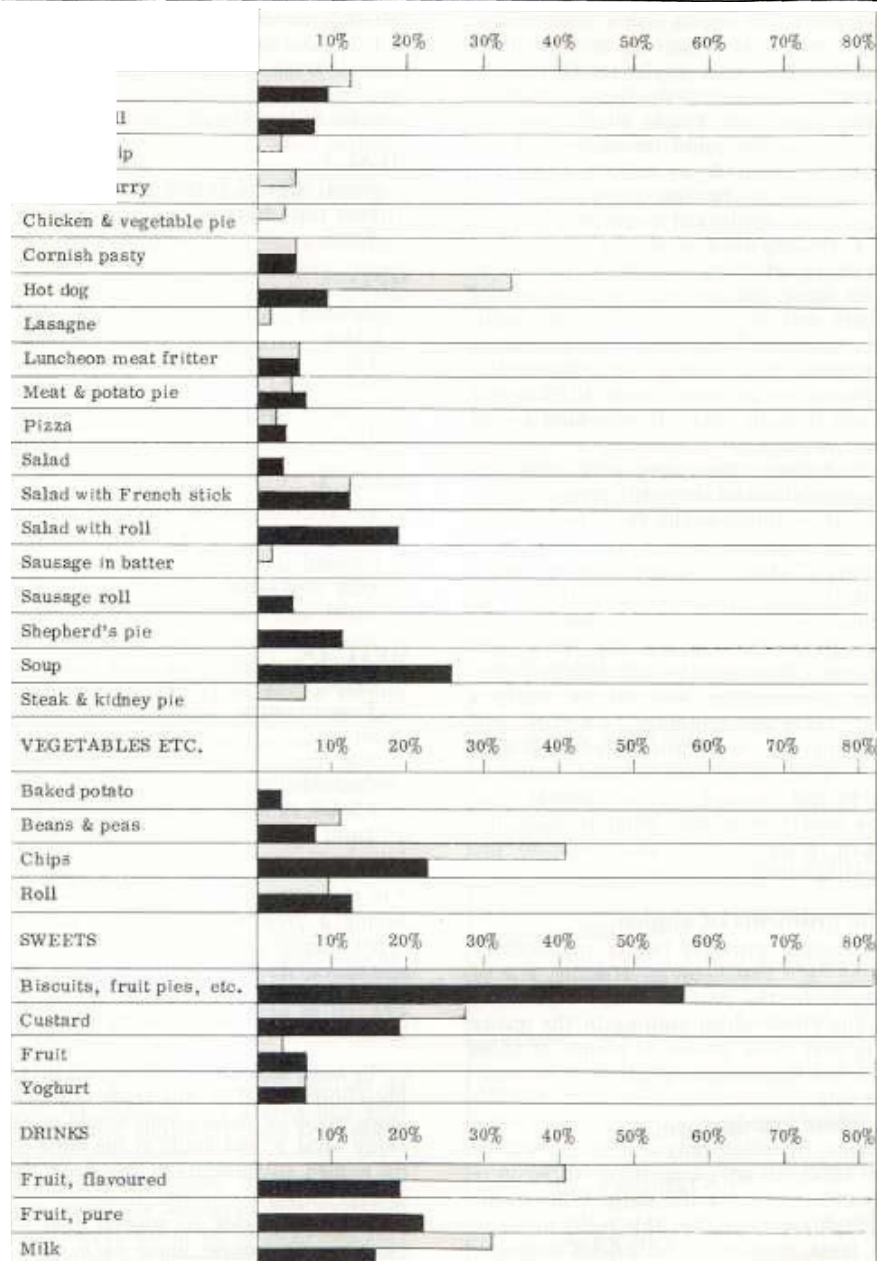 10% 20% 30% 40% 50% 60% 70% 80%
ll
ip
urry
Chicken & vegetable pie
Cornish pasty
Hot dog
Lasagne
Luncheon meat fritter
Meat & potato pie
Pizza
Salad
Salad with French stick
Salad with roll
Sausage in batter
Sausage roll
Shepherd's pie
Soup
Steak & kidney pie
VEGETABLES ETC. 10% 20% 30% 40% 50% 60% 70% 80%
Baked potato
Beans & peas
Chips
Roll
SWEETS 10% 20% 30% 40% 50% 60% 70% 80%
Biscuits, fruit pies, etc.
Custard
Fruit
Yoghurt
DRINKS 10% 20% 30% 40% 50% 60% 70% 80%
Fruit, flavoured
Fruit, pure
Milk